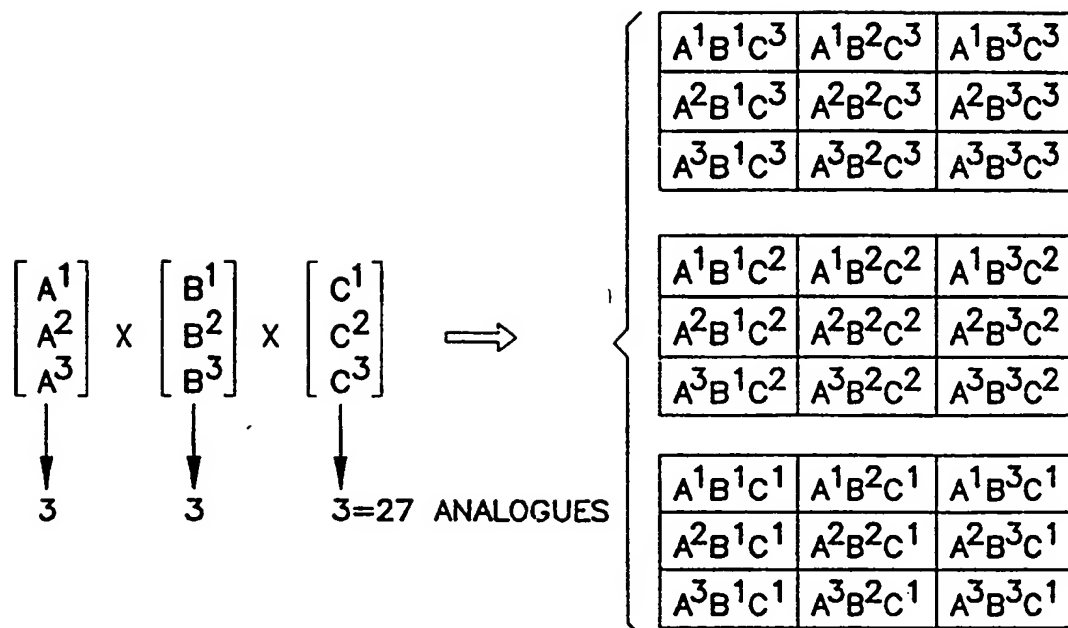 A¹ A² A³ X B¹ B² B³ X C¹ C² C³
3 3 3=27 ANALOGUES
A¹B¹C³ A¹B²C³ A¹B³C³
A²B¹C³ A²B²C³ A²B³C³
A³B¹C³ A³B²C³ A³B³C³
A¹B¹C² A¹B²C² A¹B³C²
A²B¹C² A²B²C² A²B³C²
A³B¹C² A³B²C² A³B³C²
A¹B¹C¹ A¹B²C¹ A¹B³C¹
A²B¹C¹ A²B²C¹ A²B³C¹
A³B¹C¹ A³B²C¹ A³B³C¹